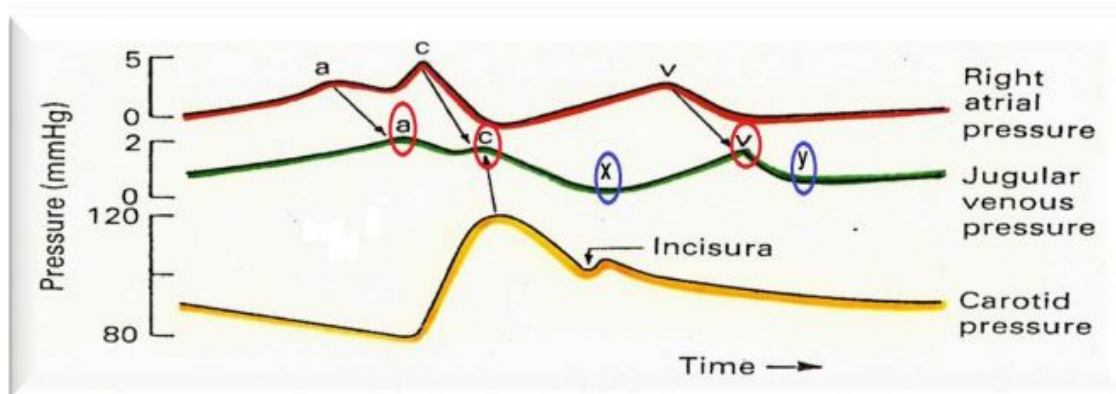 Pressure (mmHg)
5
0
2
0
120
80
a
c
v
Right
atrial
pressure
a
c
x
v
y
Jugular
venous
pressure
Incisura
Carotid
pressure
Time